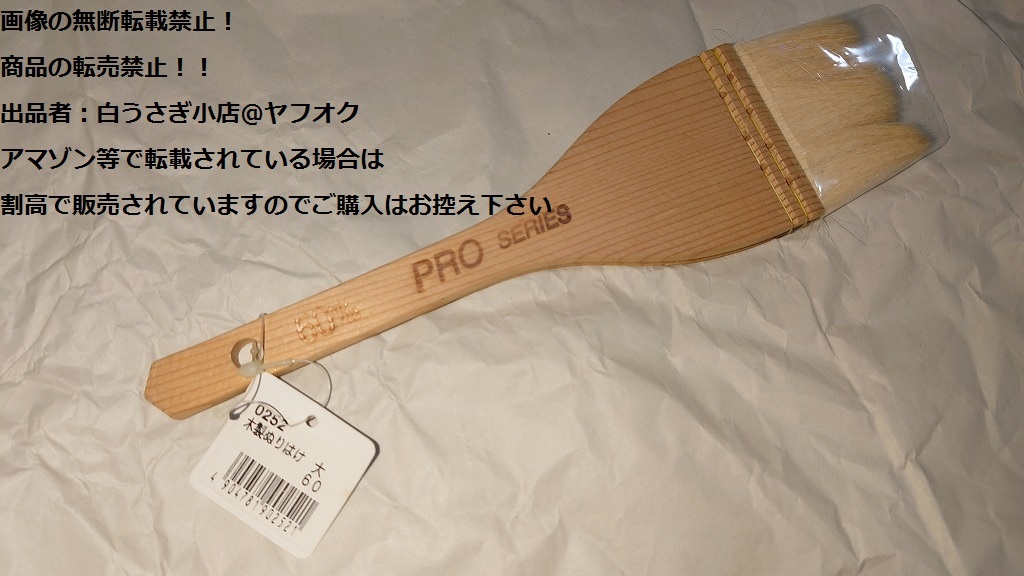 画像の無断転載禁止！
商品の転売禁止！！
出品者：白うさぎ小店@ヤフオク
アマゾン等で転載されている場合は
割高で販売されていますのでご購入はお控え下さい
PRO SERIES
0252
木製ぬりはけ 大
60
4 904781 902521